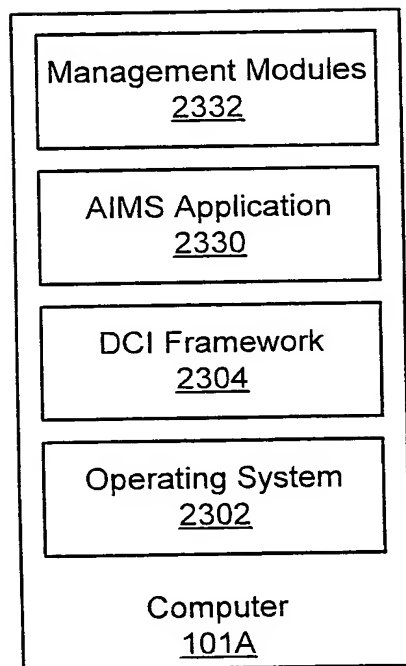 Management Modules
2332
AIMS Application
2330
DCI Framework
2304
Operating System
2302
Computer
101A